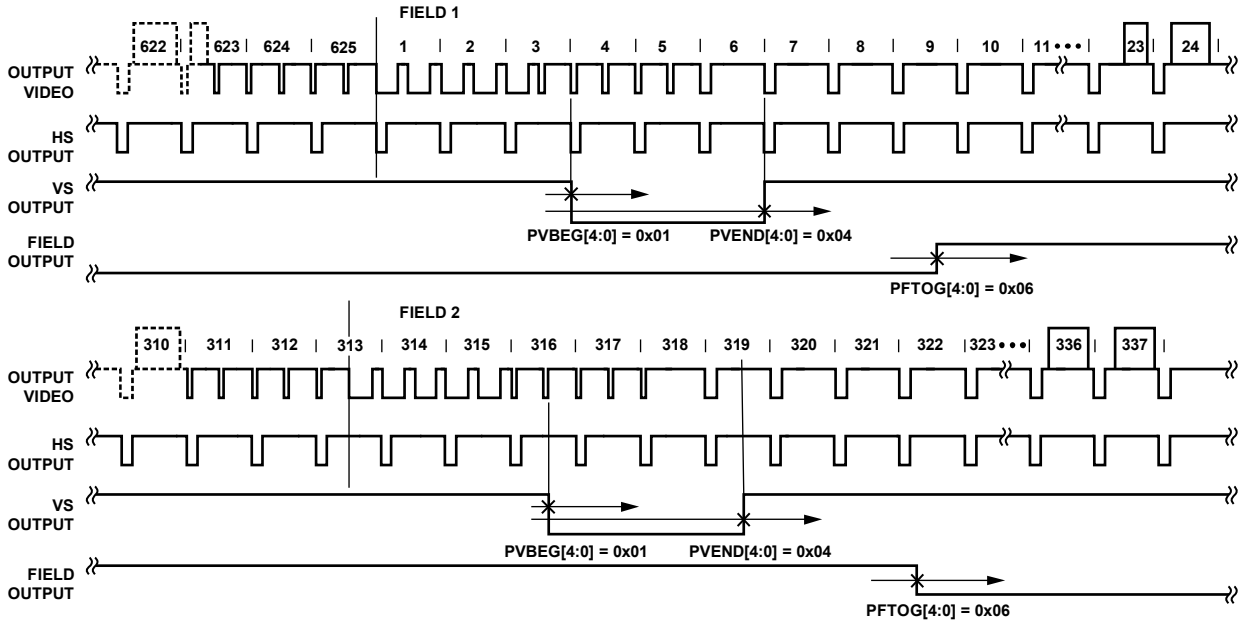 FIELD 1
622 623 624 625 1 2 3 4 5 6 7 8 9 10 11 ••• 23 24
OUTPUT
VIDEO
HS
OUTPUT
VS
OUTPUT
PVBEG[4:0] = 0x01 PVEND[4:0] = 0x04
FIELD
OUTPUT
PFTOG[4:0] = 0x06
FIELD 2
310 311 312 313 314 315 316 317 318 319 320 321 322 323 ••• 336 337
OUTPUT
VIDEO
HS
OUTPUT
VS
OUTPUT
PVBEG[4:0] = 0x01 PVEND[4:0] = 0x04
FIELD
OUTPUT
PFTOG[4:0] = 0x06